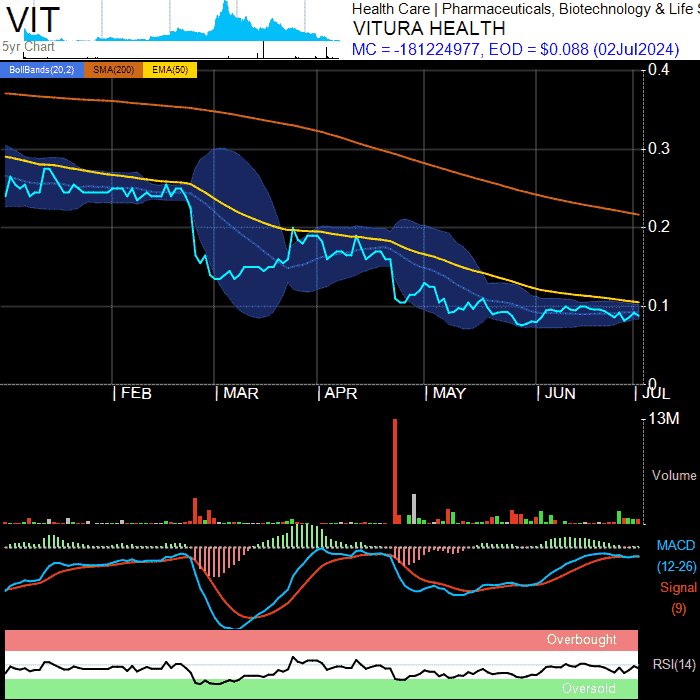 VIT
5yr Chart
Health Care | Pharmaceuticals, Biotechnology & Life S
VITURA HEALTH
MC = -181224977, EOD = $0.088 (02Jul2024)
BollBands(20,2) SMA(200) EMA(50)
0.4
0.3
0.2
0.1
0
FEB MAR APR MAY JUN JUL
13M
Volume
MACD
(12-26)
Signal
(9)
Overbought
RSI(14)
Oversold